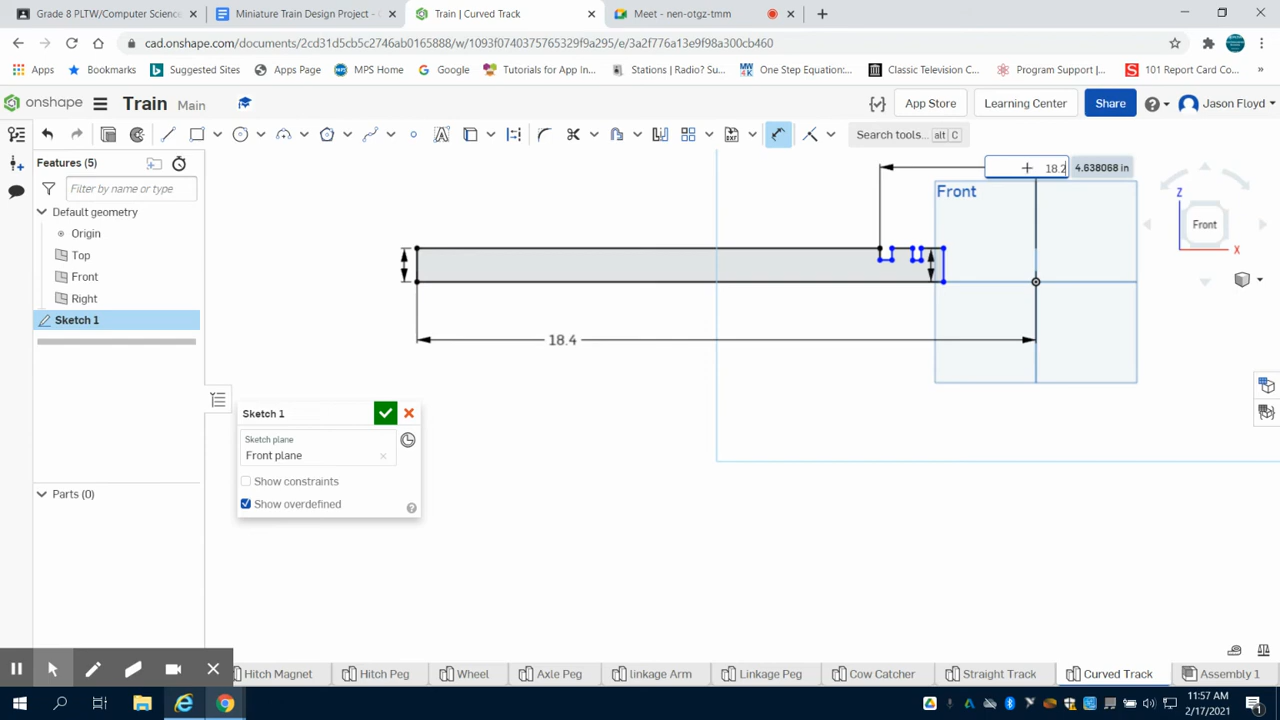 Grade 8 PLTW/Computer Science
Miniature Train Design Project -
Train | Curved Track
Meet - nen-otgz-tmm
cad.onshape.com/documents/2cd31d5cb5c2746ab0165888/w/1093f0740375765329f9a295/e/3a2f776a13e9f98a300cb460
Apps
Bookmarks
Suggested Sites
Apps Page
MPS Home
Google
Tutorials for App In...
Stations | Radio? Su...
One Step Equation:...
Classic Television C...
Program Support |...
101 Report Card Co...
onshape
Train
Main
App Store
Learning Center
Share
Jason Floyd
Search tools...
alt
C
Features (5)
Filter by name or type
Default geometry
Origin
Top
Front
Right
Sketch 1
Parts (0)
18.2
4.638068 in
Front
18.4
Z
Front
X
Sketch 1
Sketch plane
Front plane
Show constraints
Show overdefined
Hitch Magnet
Hitch Peg
Wheel
Axle Peg
linkage Arm
Linkage Peg
Cow Catcher
Straight Track
Curved Track
Assembly 1
11:57 AM
2/17/2021